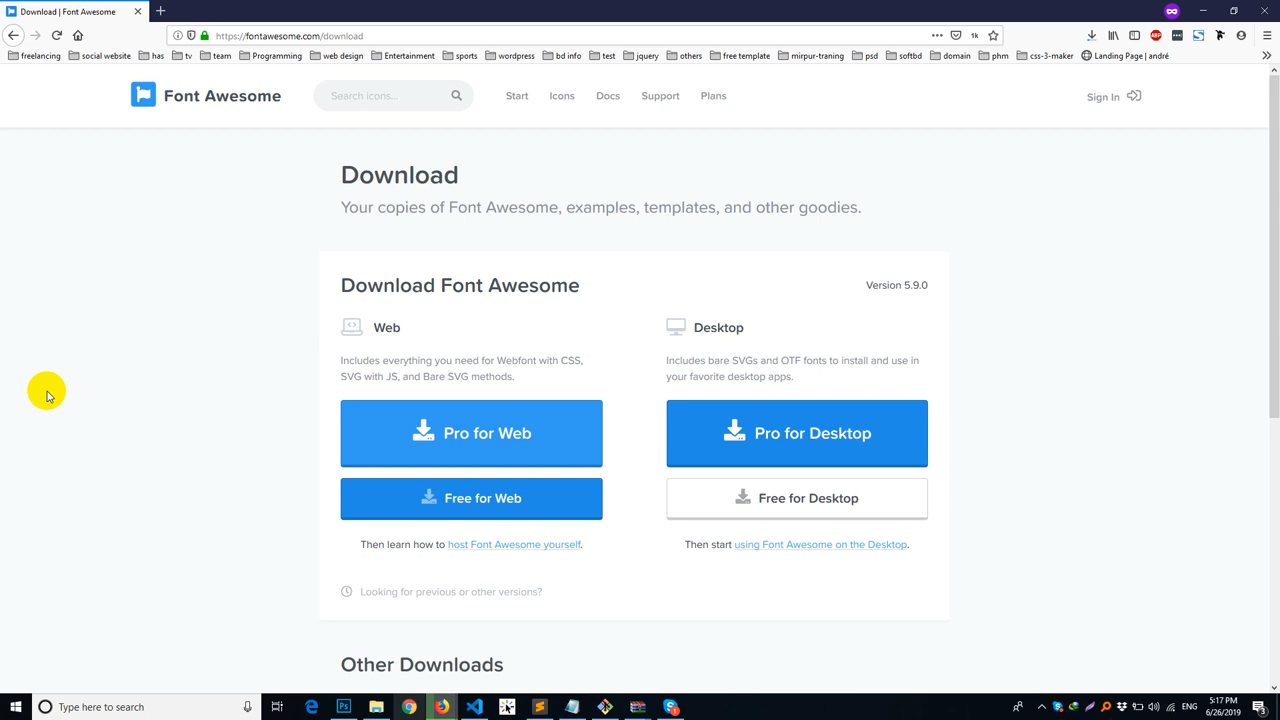 Download | Font Awesome
https://fontawesome.com/download
1k
ABP
freelancing social website has tv team Programming web design Entertainment sports wordpress bd info test jquery others free template mirpur-traning psd softbd domain phm css-3-maker Landing Page | andré
Font Awesome
Search icons...
Start Icons Docs Support Plans
Sign In
Download
Your copies of Font Awesome, examples, templates, and other goodies.
Download Font Awesome
Version 5.9.0
Web
Includes everything you need for Webfont with CSS,
SVG with JS, and Bare SVG methods.
Pro for Web
Free for Web
Then learn how to host Font Awesome yourself.
Desktop
Includes bare SVGs and OTF fonts to install and use in
your favorite desktop apps.
Pro for Desktop
Free for Desktop
Then start using Font Awesome on the Desktop.
Looking for previous or other versions?
Other Downloads
Type here to search
Ps
1
ENG
5:17 PM
6/26/2019
3